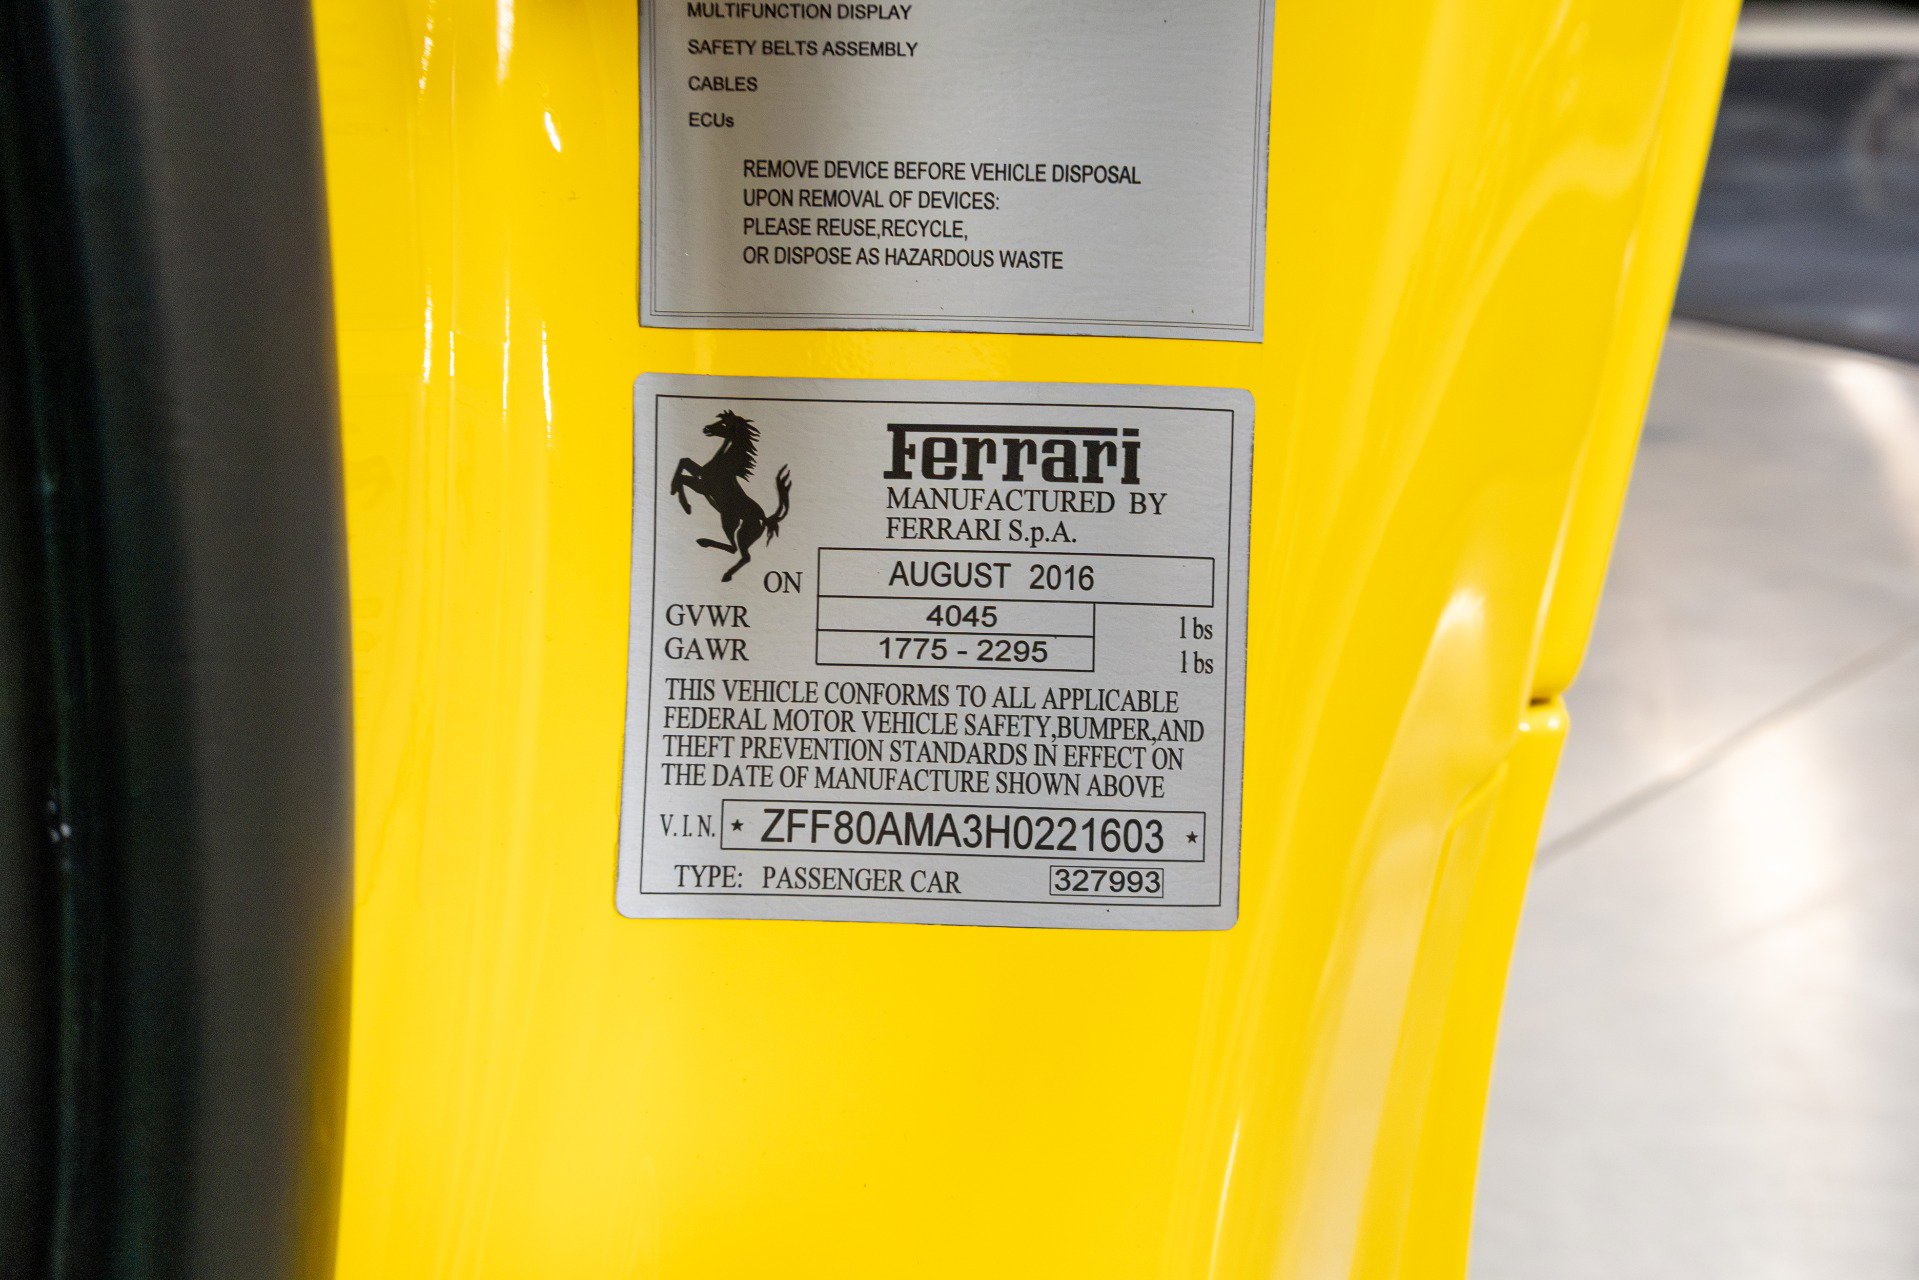 MULTIFUNCTION DISPLAY
SAFETY BELTS ASSEMBLY
CABLES
ECUs
REMOVE DEVICE BEFORE VEHICLE DISPOSAL
UPON REMOVAL OF DEVICES:
PLEASE REUSE,RECYCLE,
OR DISPOSE AS HAZARDOUS WASTE
Ferrari
MANUFACTURED BY
FERRARI S.p.A.
ON AUGUST 2016
GVWR 4045 lbs
GAWR 1775 - 2295 lbs
THIS VEHICLE CONFORMS TO ALL APPLICABLE
FEDERAL MOTOR VEHICLE SAFETY,BUMPER,AND
THEFT PREVENTION STANDARDS IN EFFECT ON
THE DATE OF MANUFACTURE SHOWN ABOVE
V.I.N. ★ ZFF80AMA3H0221603 ★
TYPE: PASSENGER CAR 327993